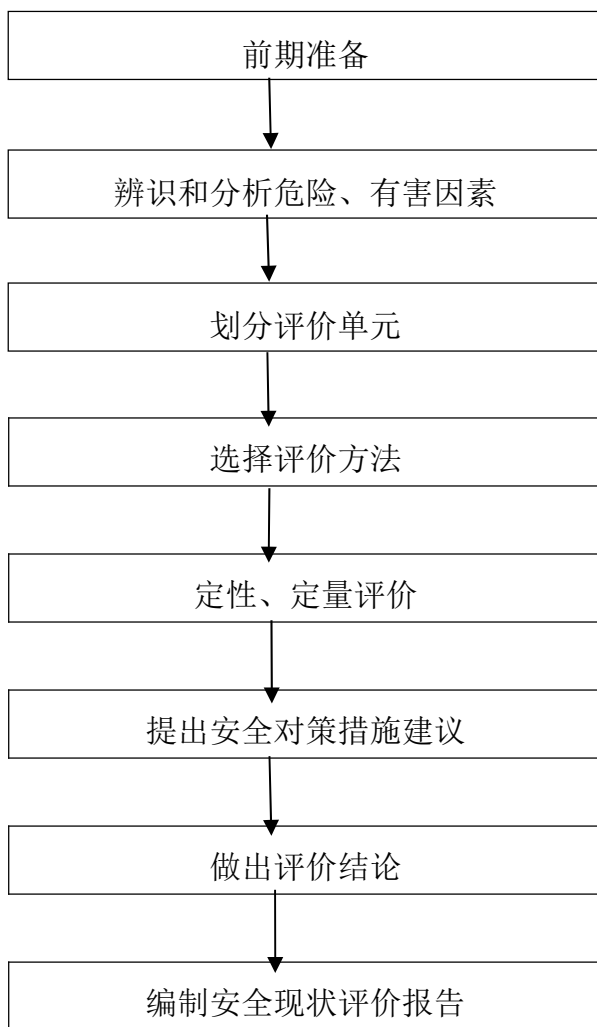 前期准备
辨识和分析危险、有害因素
划分评价单元
选择评价方法
定性、定量评价
提出安全对策措施建议
做出评价结论
编制安全现状评价报告